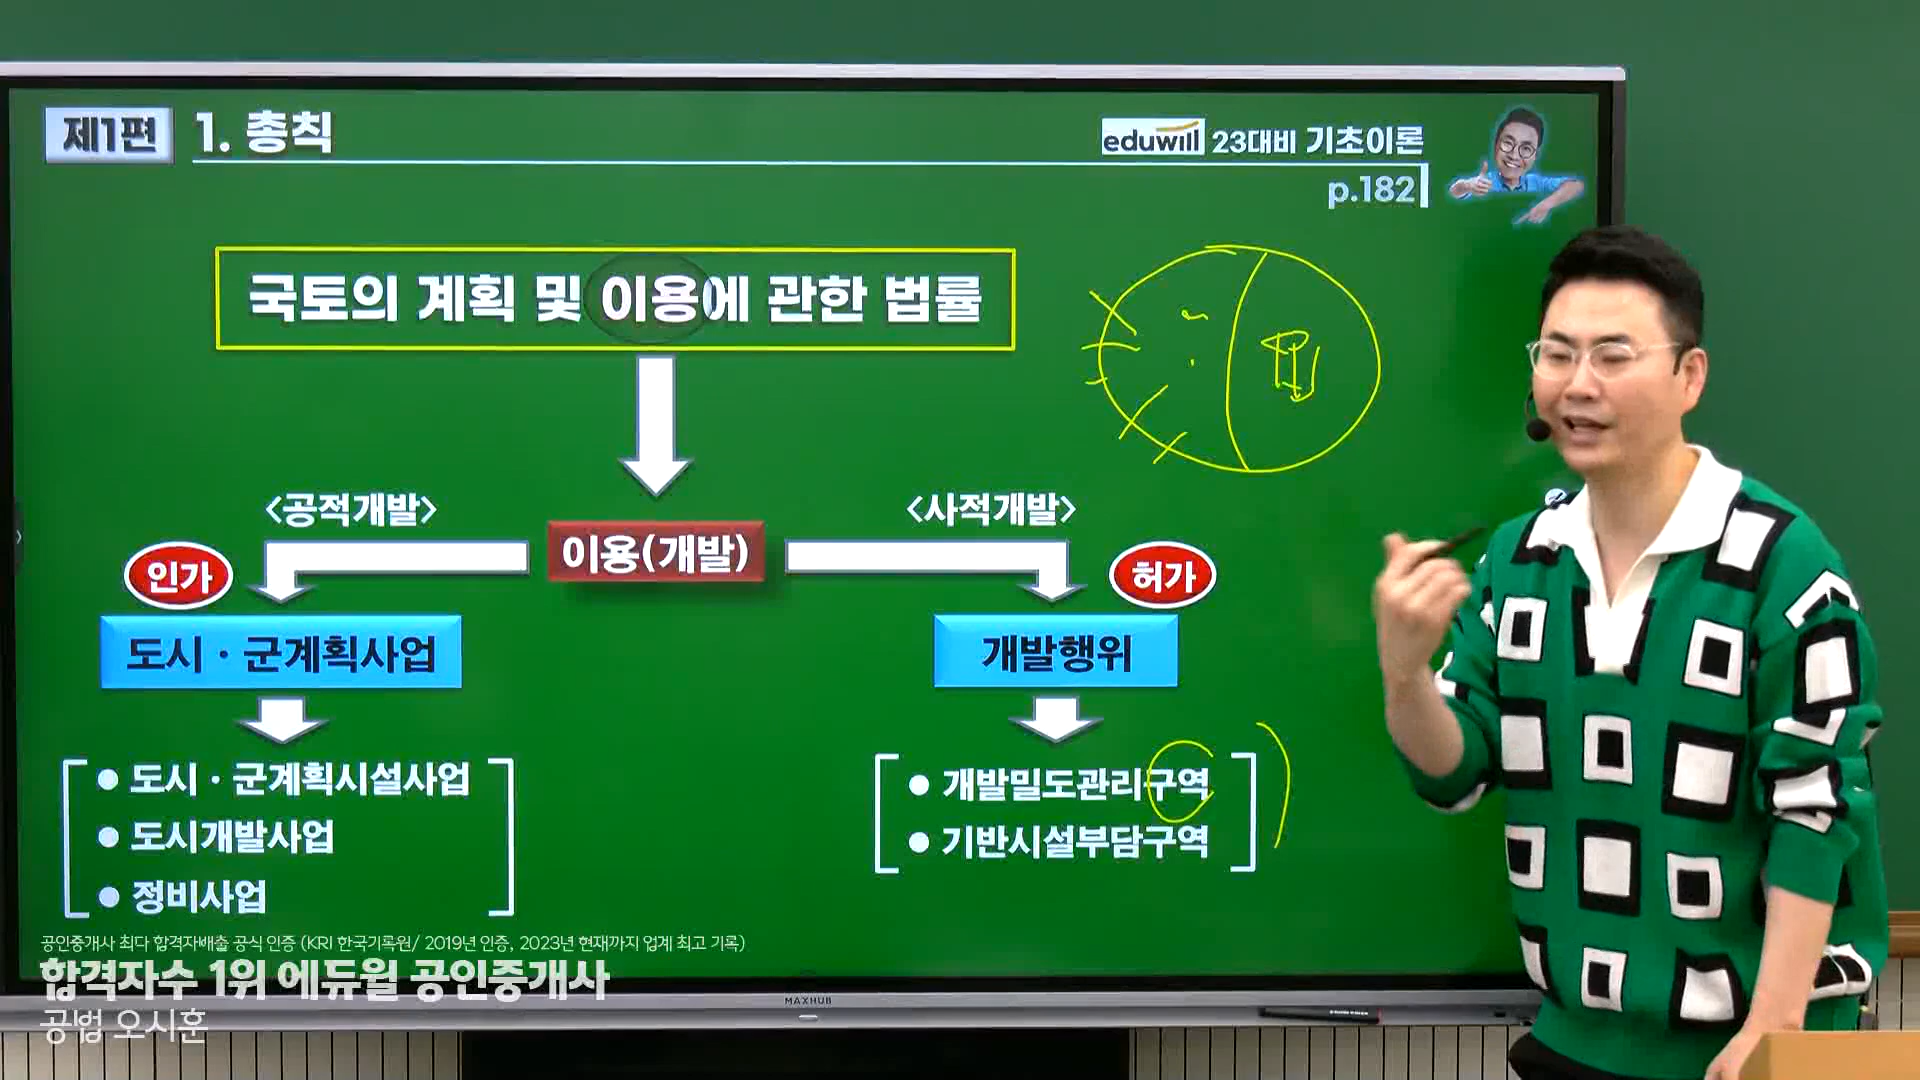 제1편 1. 총칙
eduwill 23대비 기초이론
p.182
국토의 계획 및 이용에 관한 법률
<공적개발> <사적개발>
이용(개발)
인가 허가
도시·군계획사업 개발행위
● 도시·군계획시설사업
● 도시개발사업
● 정비사업
● 개발밀도관리구역
● 기반시설부담구역
공인중개사 최다 합격자배출 공식 인증 (KRI 한국기록원/ 2019년 인증, 2023년 현재까지 업계 최고 기록)
합격자수 1위 에듀윌 공인중개사
공법 오시훈
MAXHUB